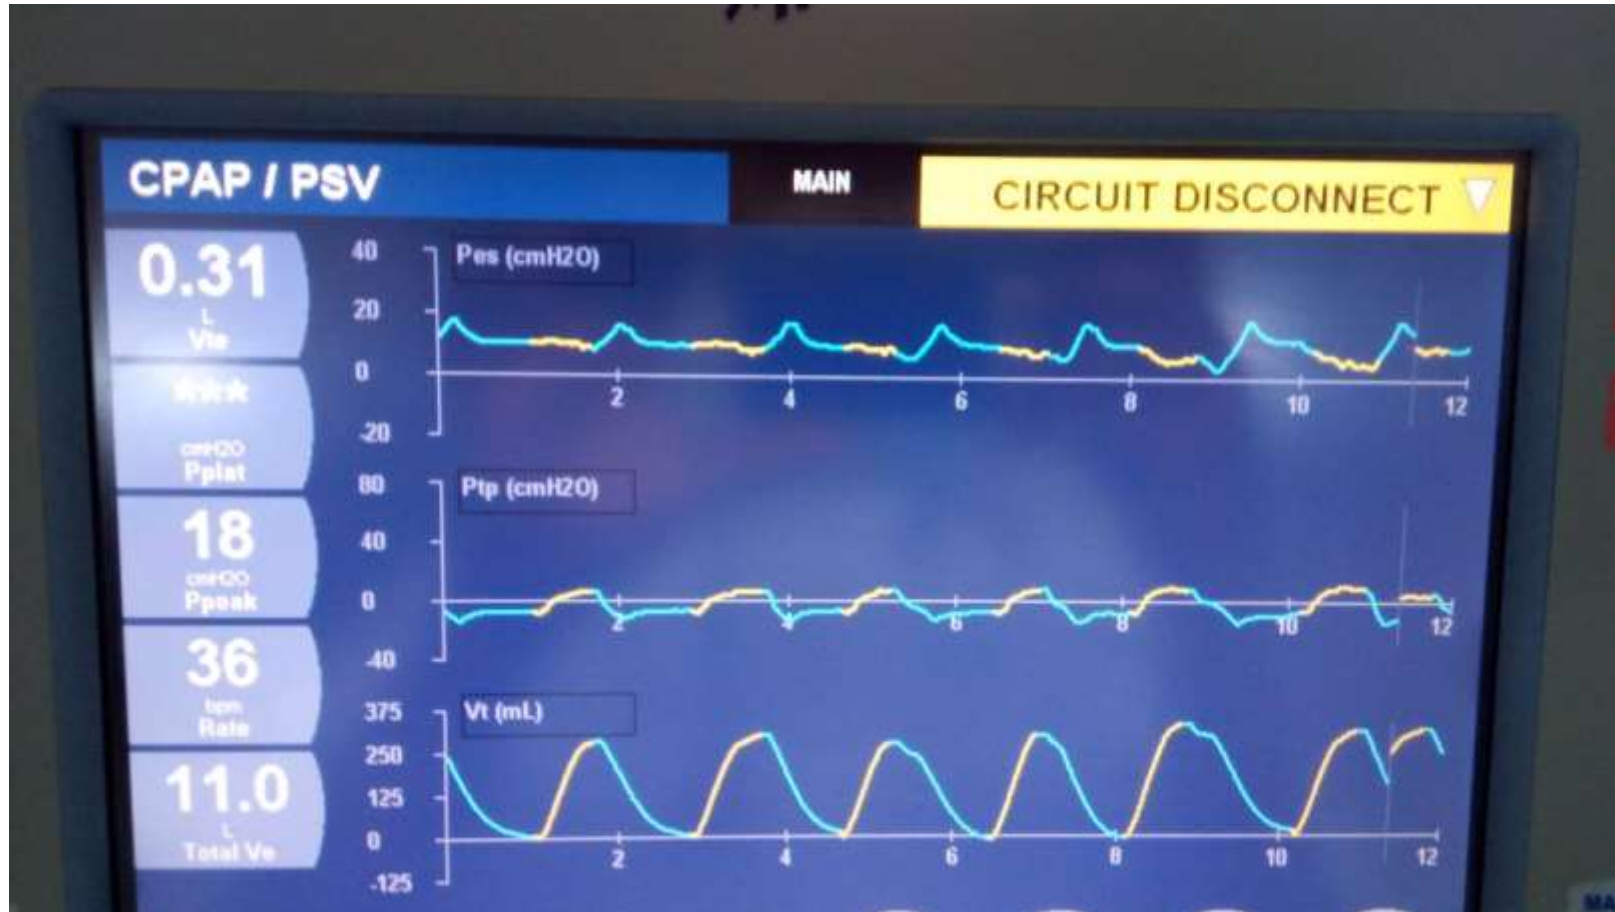 CPAP / PSV
MAIN
CIRCUIT DISCONNECT
0.31
L
Vte
***
cmH2O
Pplat
18
cmH2O
Ppeak
36
bpm
Rate
11.0
L
Total Ve
Pes (cmH2O)
40
20
0
-20
2 4 6 8 10 12
Ptp (cmH2O)
80
40
0
-40
2 4 6 8 10 12
Vt (mL)
375
250
125
0
-125
2 4 6 8 10 12
MA